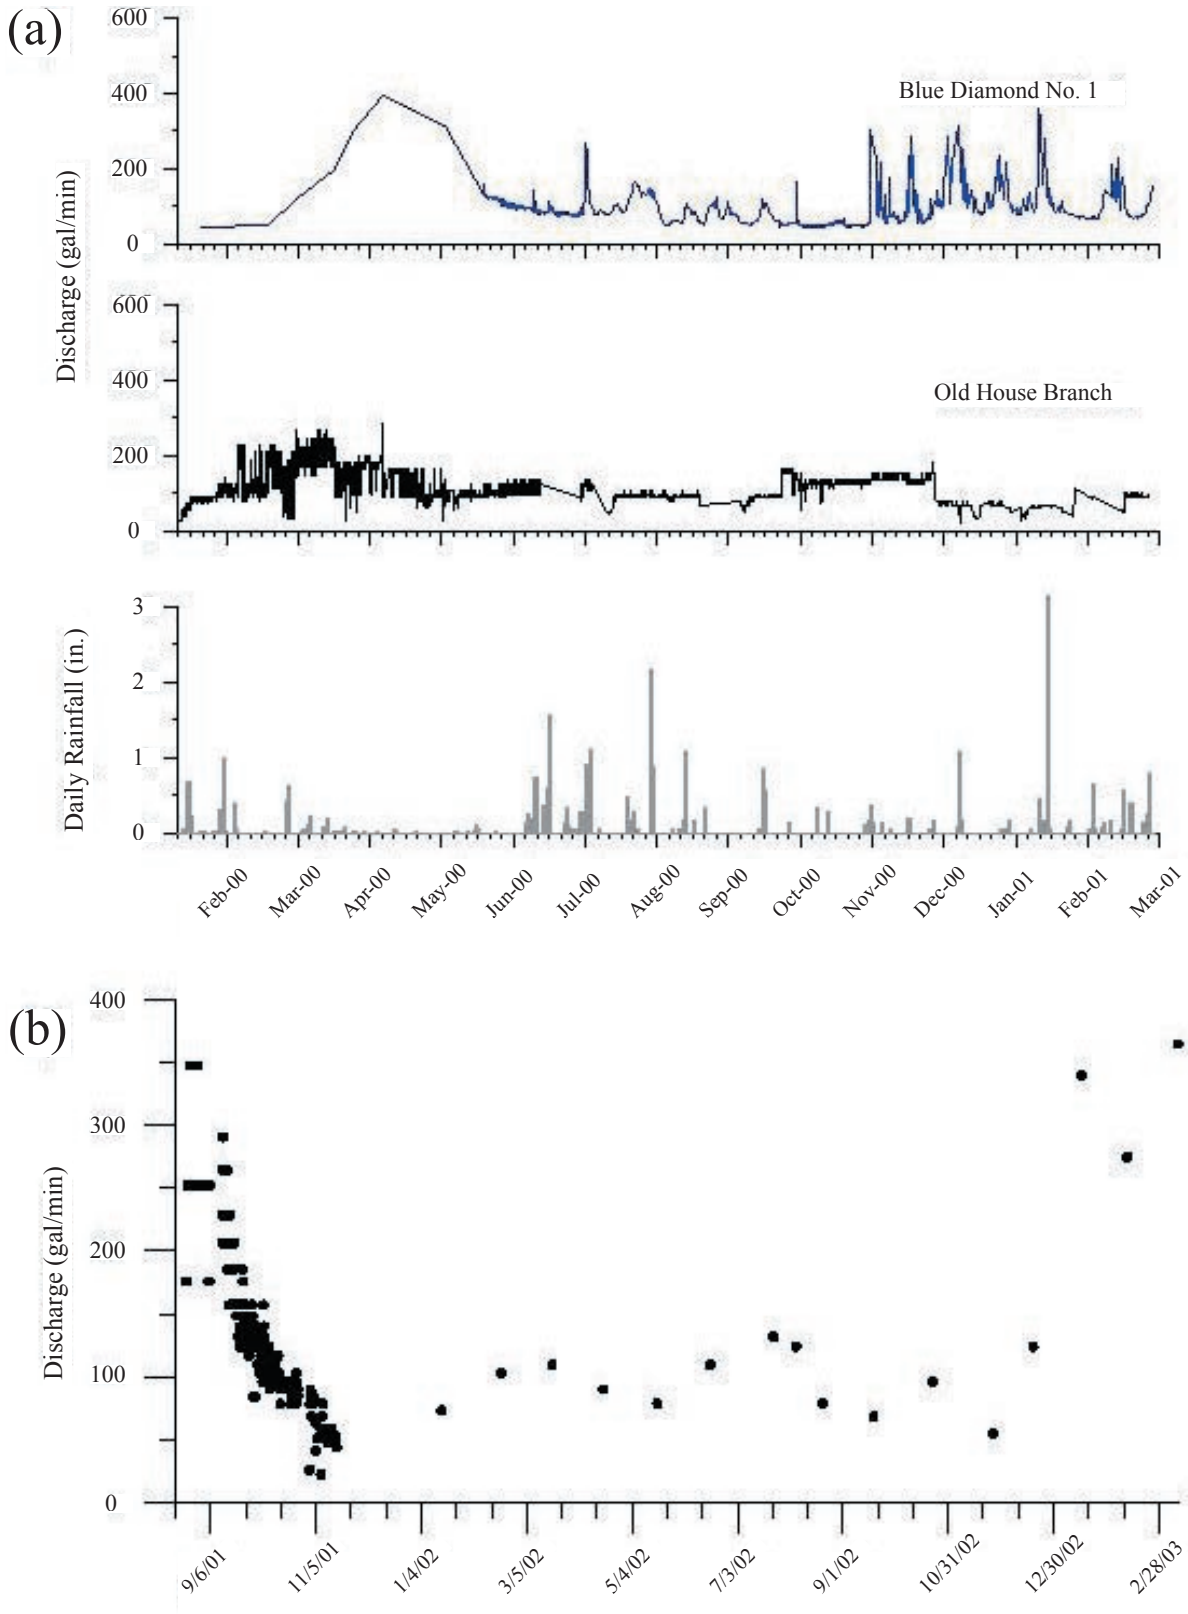 (a)
600
400
200
0
Blue Diamond No. 1
Discharge (gal/min)
600
400
200
0
Old House Branch
Daily Rainfall (in.)
3
2
1
0
Feb-00 Mar-00 Apr-00 May-00 Jun-00 Jul-00 Aug-00 Sep-00 Oct-00 Nov-00 Dec-00 Jan-01 Feb-01 Mar-01
(b)
Discharge (gal/min)
400
300
200
100
0
9/6/01 11/5/01 1/4/02 3/5/02 5/4/02 7/3/02 9/1/02 10/31/02 12/30/02 2/28/03